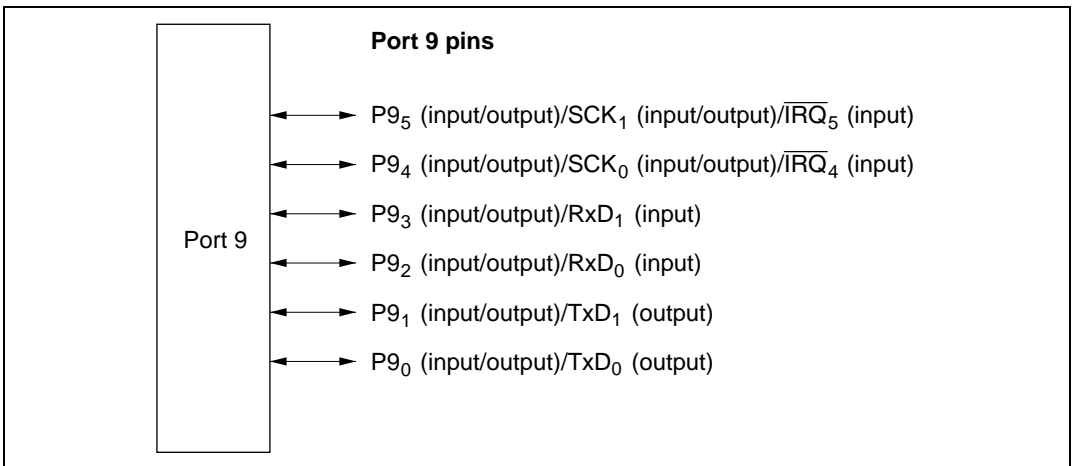 Port 9 pins
P9₅ (input/output)/SCK₁ (input/output)/I̅R̅Q̅₅ (input)
P9₄ (input/output)/SCK₀ (input/output)/I̅R̅Q̅₄ (input)
P9₃ (input/output)/RxD₁ (input)
Port 9
P9₂ (input/output)/RxD₀ (input)
P9₁ (input/output)/TxD₁ (output)
P9₀ (input/output)/TxD₀ (output)